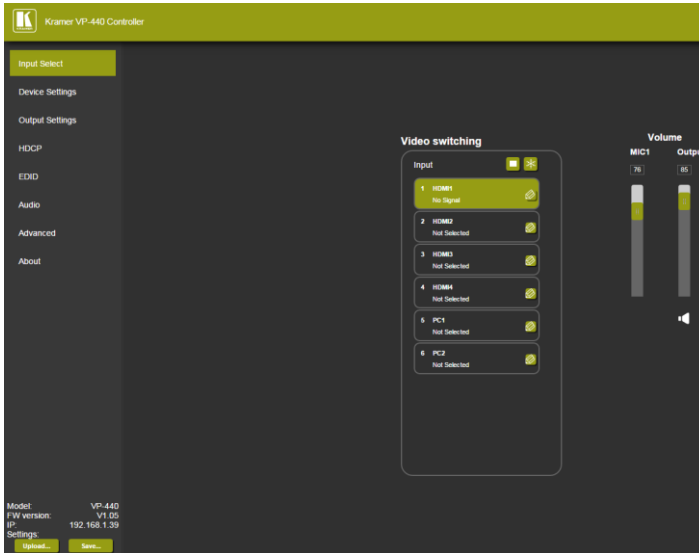 Kramer VP-440 Controller
Input Select
Device Settings
Output Settings
HDCP
EDID
Audio
Advanced
About
Model: VP-440
FW version: V1.05
IP: 192.168.1.39
Settings:
Upload... Save...
Video switching
Input
1 HDMI1
No Signal
2 HDMI2
Not Selected
3 HDMI3
Not Selected
4 HDMI4
Not Selected
5 PC1
Not Selected
6 PC2
Not Selected
Volume
MIC1 Outpu
76 85